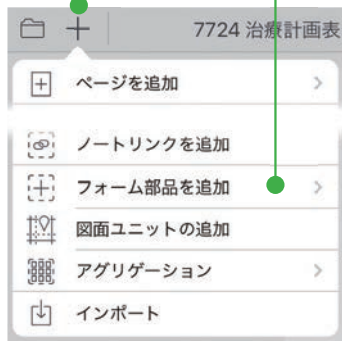 7724 治療計画表
ページを追加
ノートリンクを追加
フォーム部品を追加
図面ユニットの追加
アグリゲーション
インポート